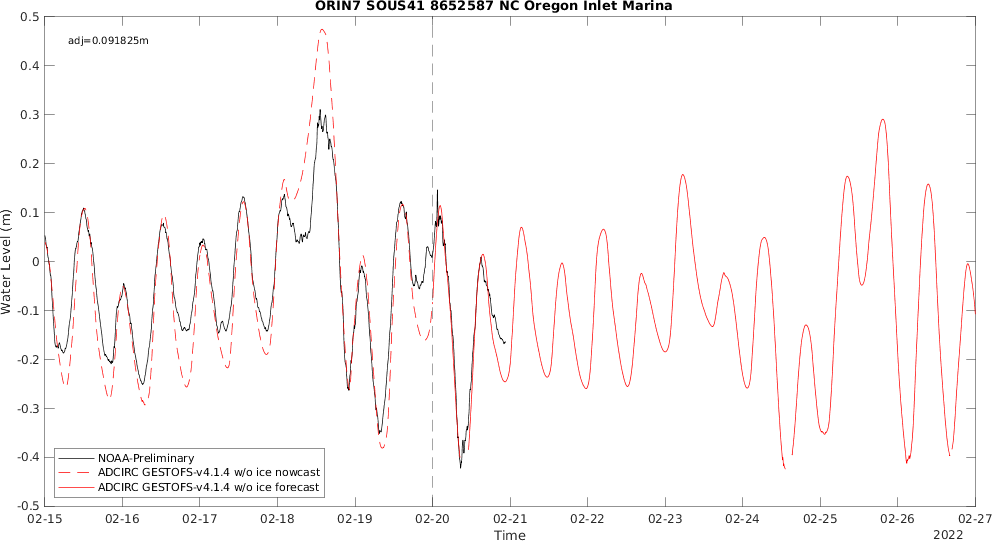 ORIN7 SOUS41 8652587 NC Oregon Inlet Marina
adj=0.091825m
0.5
0.4
0.3
0.2
0.1
0
-0.1
-0.2
-0.3
-0.4
-0.5
Water Level (m)
NOAA-Preliminary
ADCIRC GESTOFS-v4.1.4 w/o ice nowcast
ADCIRC GESTOFS-v4.1.4 w/o ice forecast
02-15 02-16 02-17 02-18 02-19 02-20 02-21 02-22 02-23 02-24 02-25 02-26 02-27
Time
2022